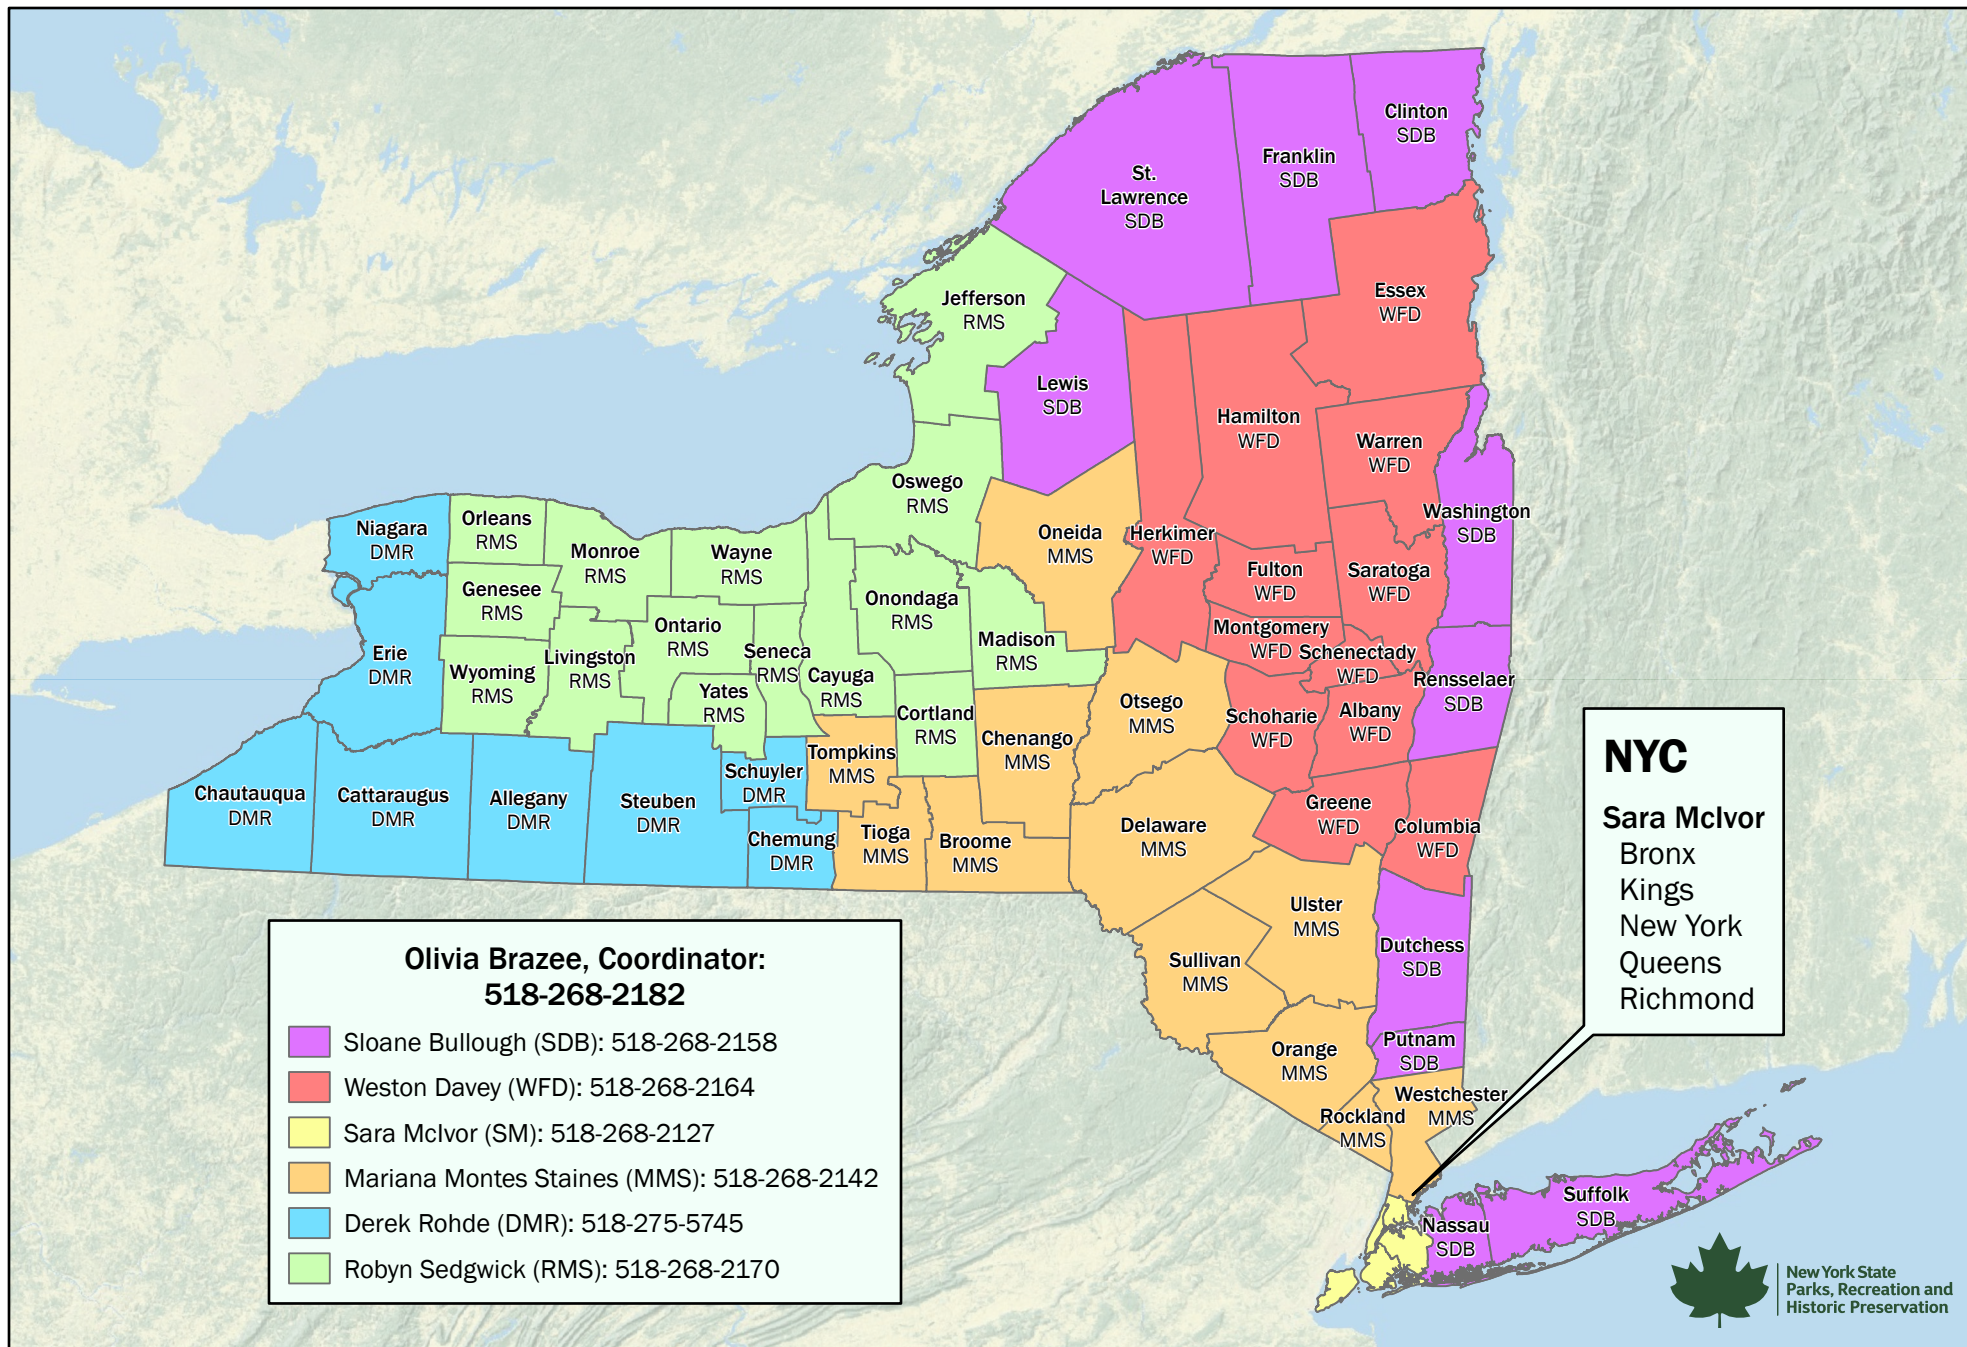 Clinton
SDB
Franklin
SDB
St.
Lawrence
SDB
Essex
WFD
Jefferson
RMS
Lewis
SDB
Hamilton
WFD
Warren
WFD
Oswego
RMS
Washington
SDB
Niagara
DMR
Orleans
RMS
Monroe
RMS
Wayne
RMS
Oneida
MMS
Herkimer
WFD
Fulton
WFD
Saratoga
WFD
Genesee
RMS
Onondaga
RMS
Ontario
RMS
Montgomery
WFD
Madison
RMS
Schenectady
WFD
Erie
DMR
Wyoming
RMS
Livingston
RMS
Seneca
RMS
Cayuga
RMS
Yates
RMS
Rensselaer
SDB
Otsego
MMS
Schoharie
WFD
Albany
WFD
Cortland
RMS
Chenango
MMS
Tompkins
MMS
Schuyler
DMR
Chautauqua
DMR
Cattaraugus
DMR
Allegany
DMR
Steuben
DMR
Chemung
DMR
Tioga
MMS
Broome
MMS
Delaware
MMS
Greene
WFD
Columbia
WFD
Ulster
MMS
Sullivan
MMS
Dutchess
SDB
Orange
MMS
Putnam
SDB
Westchester
MMS
Rockland
MMS
Suffolk
SDB
Nassau
SDB
NYC
Sara McIvor
Bronx
Kings
New York
Queens
Richmond
Olivia Brazee, Coordinator:
518-268-2182
Sloane Bullough (SDB): 518-268-2158
Weston Davey (WFD): 518-268-2164
Sara McIvor (SM): 518-268-2127
Mariana Montes Staines (MMS): 518-268-2142
Derek Rohde (DMR): 518-275-5745
Robyn Sedgwick (RMS): 518-268-2170
New York State
Parks, Recreation and
Historic Preservation